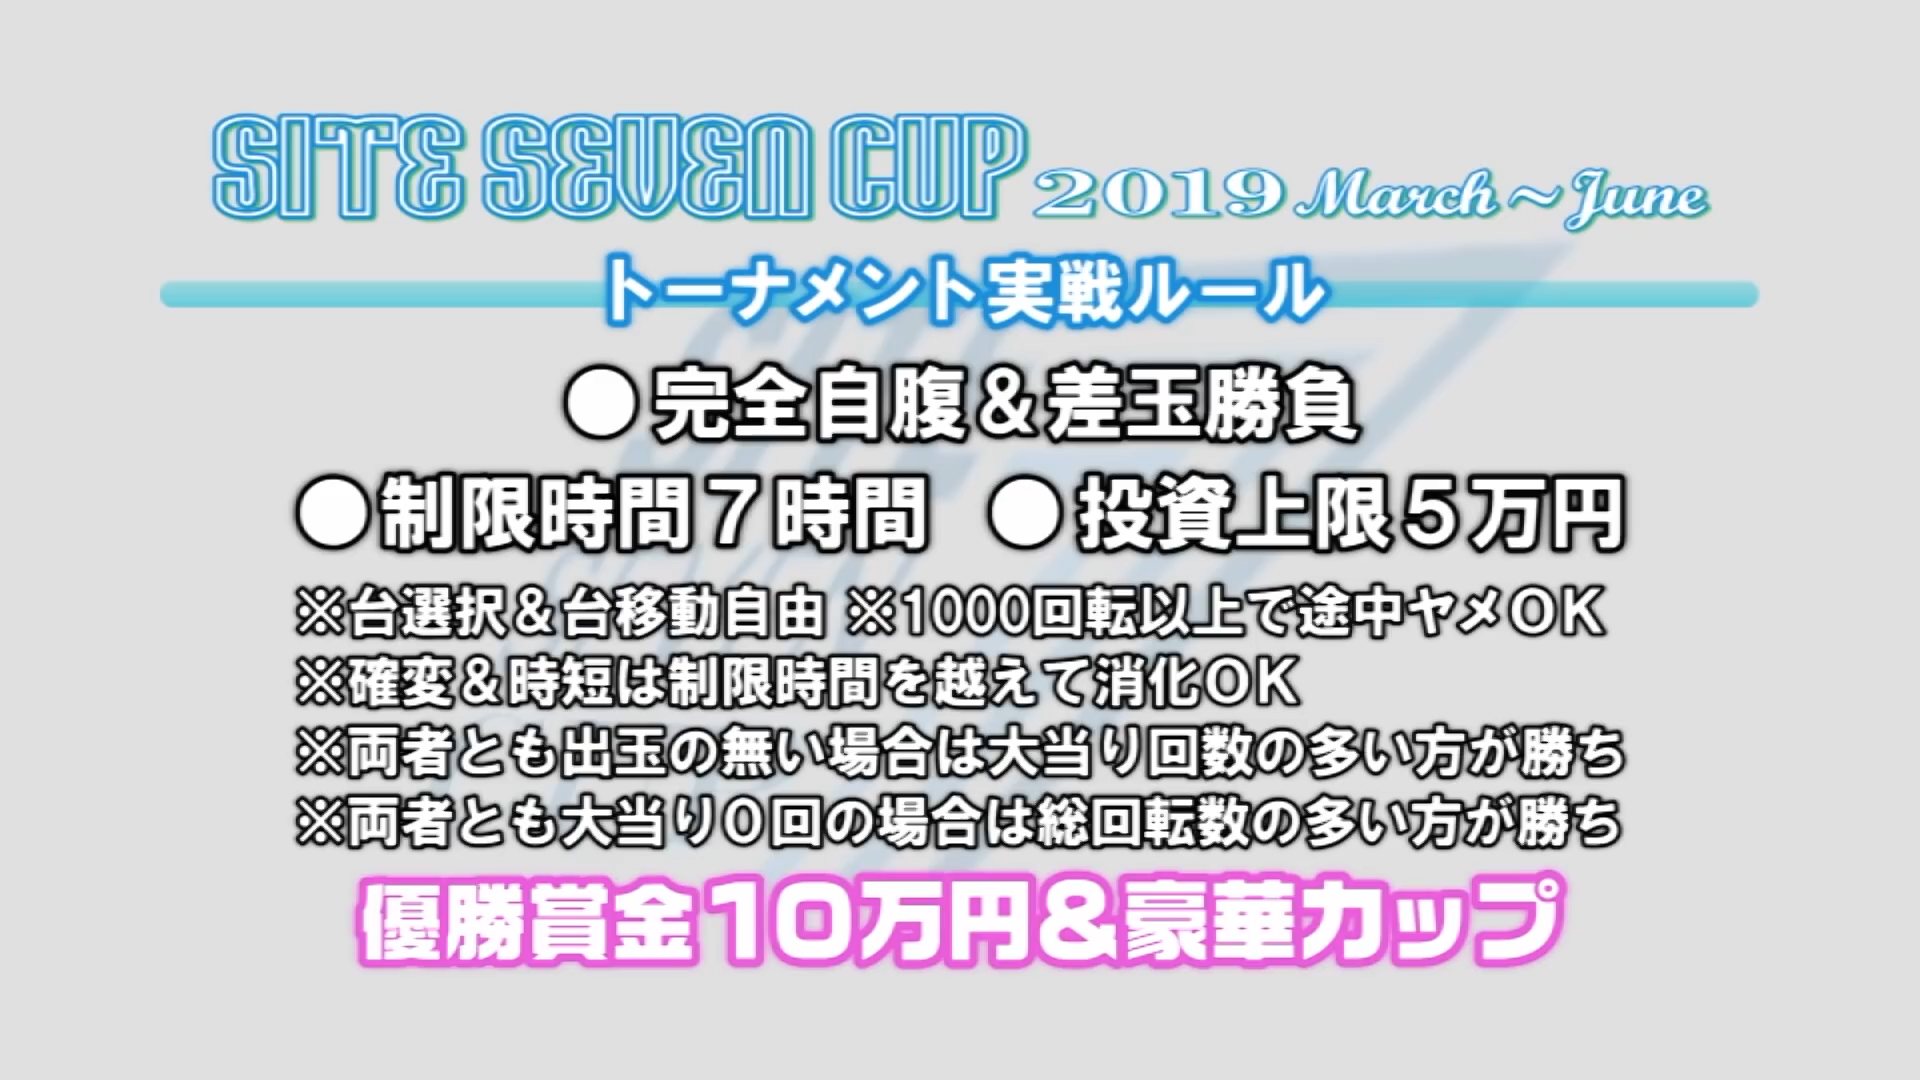 SITE SEVEN CUP 2019 March～June
トーナメント実戦ルール
●完全自腹＆差玉勝負
●制限時間７時間 ●投資上限５万円
※台選択＆台移動自由 ※1000回転以上で途中ヤメＯＫ
※確変＆時短は制限時間を越えて消化ＯＫ
※両者とも出玉の無い場合は大当り回数の多い方が勝ち
※両者とも大当り０回の場合は総回転数の多い方が勝ち
優勝賞金10万円&豪華カップ